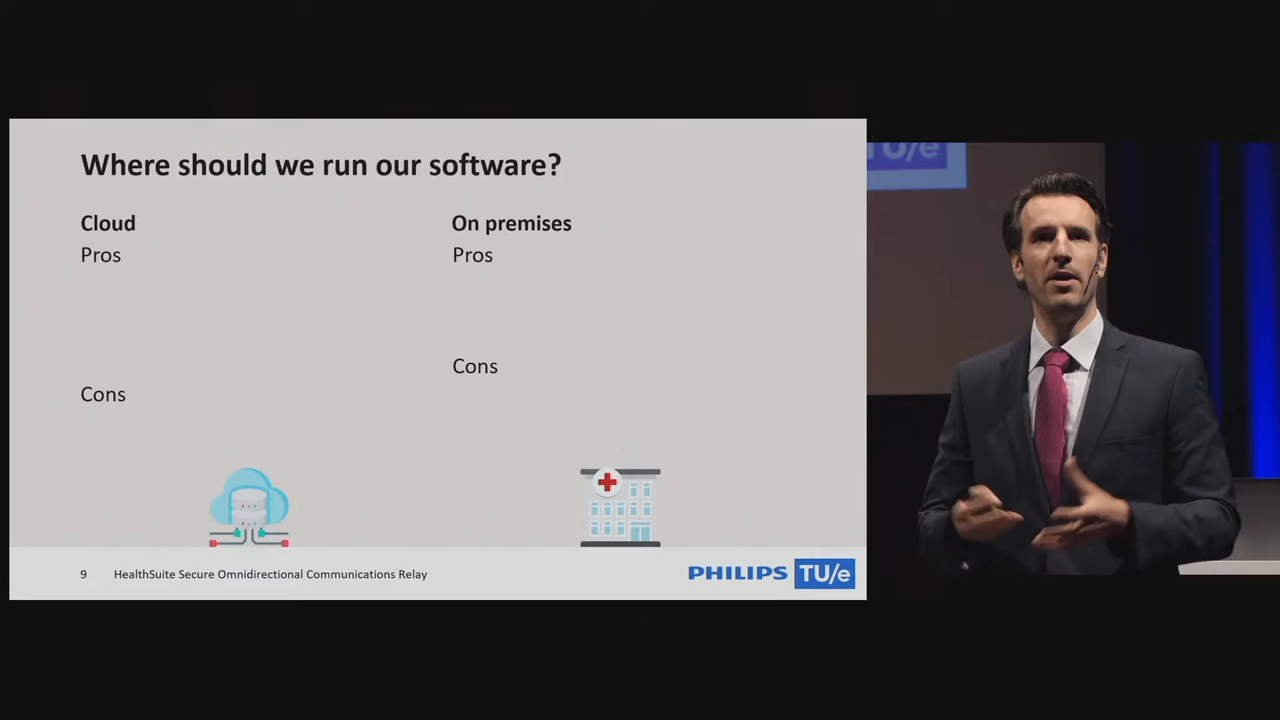 Where should we run our software?
Cloud
Pros
Cons
On premises
Pros
Cons
9 HealthSuite Secure Omnidirectional Communications Relay
PHILIPS TU/e
TU/e